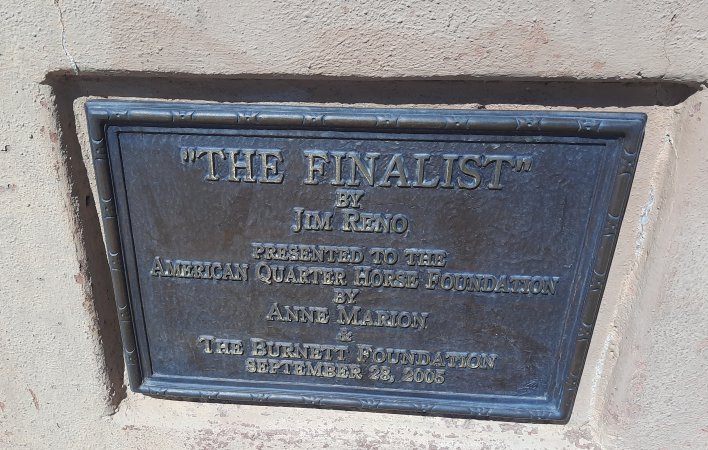 "THE FINALIST"
BY
JIM RENO
PRESENTED TO THE
AMERICAN QUARTER HORSE FOUNDATION
BY
ANNE MARION
&
THE BURNETT FOUNDATION
SEPTEMBER 28, 2005